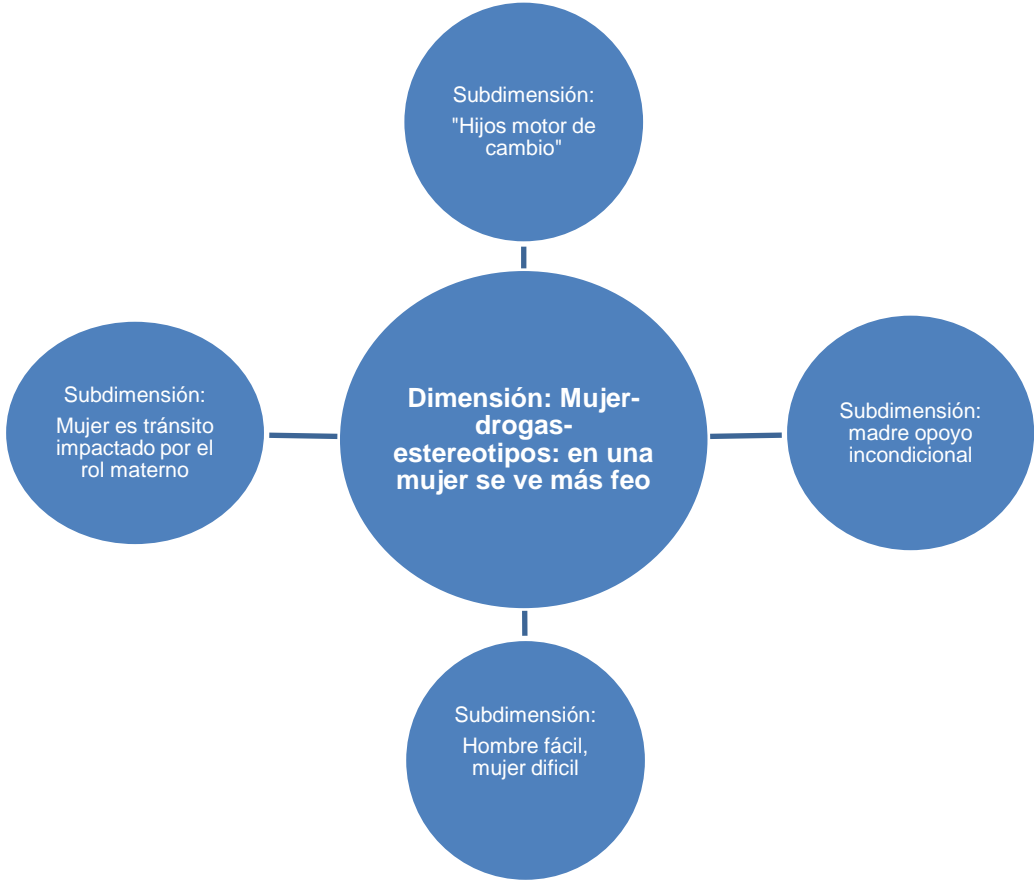 Subdimensión:
"Hijos motor de
cambio"
Subdimensión:
Mujer es tránsito
impactado por el
rol materno
Dimensión: Mujer-
drogas-
estereotipos: en una
mujer se ve más feo
Subdimensión:
madre opoyo
incondicional
Subdimensión:
Hombre fácil,
mujer dificil